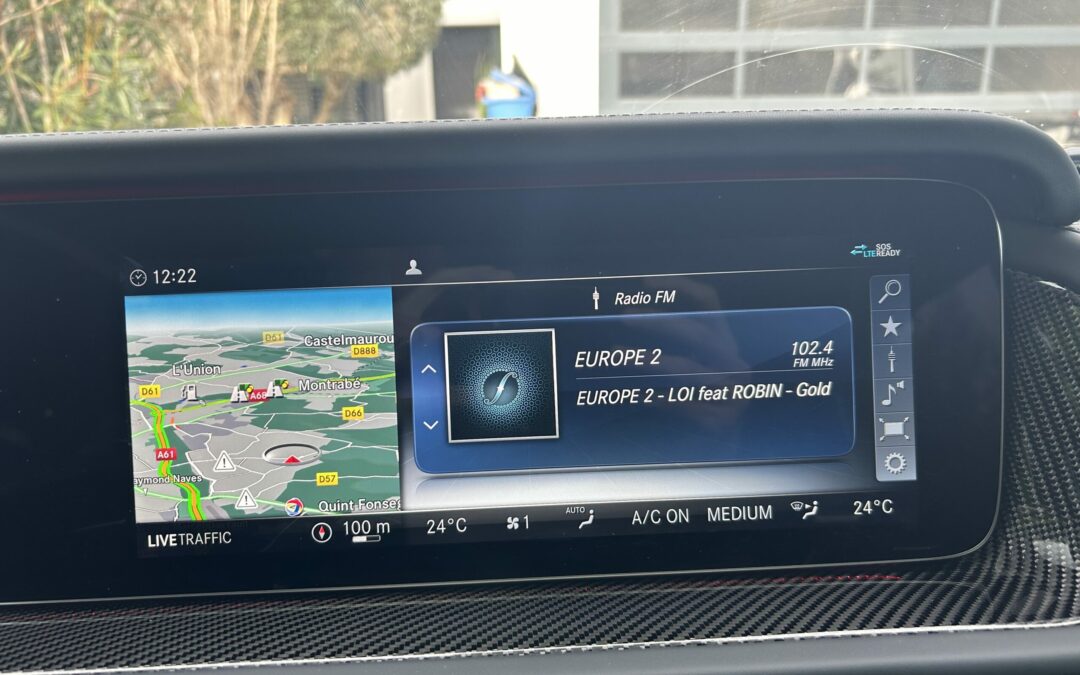 12:22
SOS
LTE READY
Radio FM
D61
Castelmaurou
D888
L'Union
D61
A68
Montrabé
D66
A61
aymond Naves
D57
Quint Fonse
EUROPE 2
102.4
FM MHz
EUROPE 2 - LOI feat ROBIN - Gold
LIVETRAFFIC
100 m
24°C
1
AUTO
A/C ON
MEDIUM
24°C